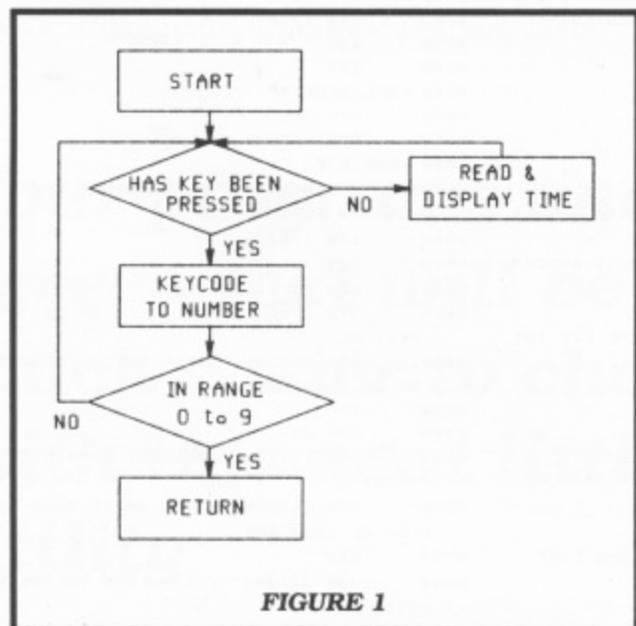 START
HAS KEY BEEN
PRESSED
NO
READ &
DISPLAY TIME
YES
KEYCODE
TO NUMBER
IN RANGE
0 to 9
NO
YES
RETURN
FIGURE 1